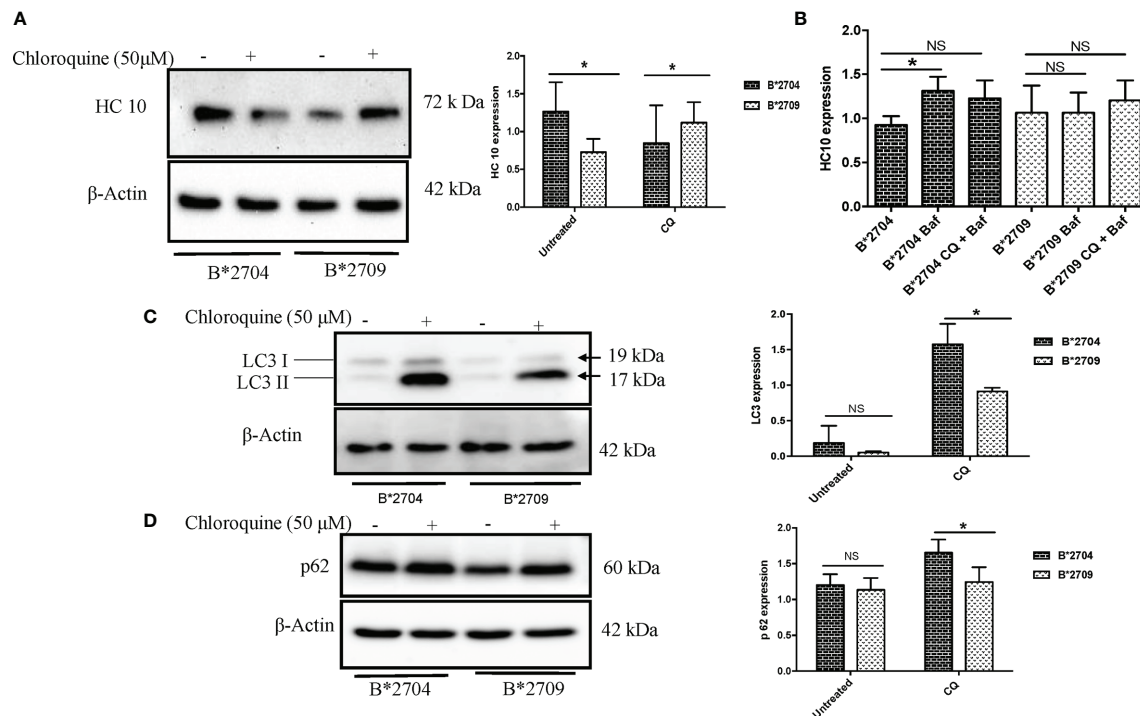 A
Chloroquine (50μM)
- + - +
HC 10
72 k Da
β-Actin
42 kDa
B*2704 B*2709
HC 10 expression
2.0
1.5
1.0
0.5
0.0
* *
Untreated CQ
B*2704
B*2709
B
HC10 expression
2.0
1.5
1.0
0.5
0.0
NS NS
* NS
B*2704
B*2704 Baf
B*2704 CQ + Baf
B*2709
B*2709 Baf
B*2709 CQ + Baf
C
Chloroquine (50 μM)
- + - +
LC3 I
19 kDa
LC3 II
17 kDa
β-Actin
42 kDa
B*2704 B*2709
LC3 expression
2.0
1.5
1.0
0.5
0.0
NS *
Untreated CQ
B*2704
B*2709
D
Chloroquine (50 μM)
- + - +
p62
60 kDa
β-Actin
42 kDa
B*2704 B*2709
p 62 expression
2.0
1.5
1.0
0.5
0.0
NS *
Untreated CQ
B*2704
B*2709